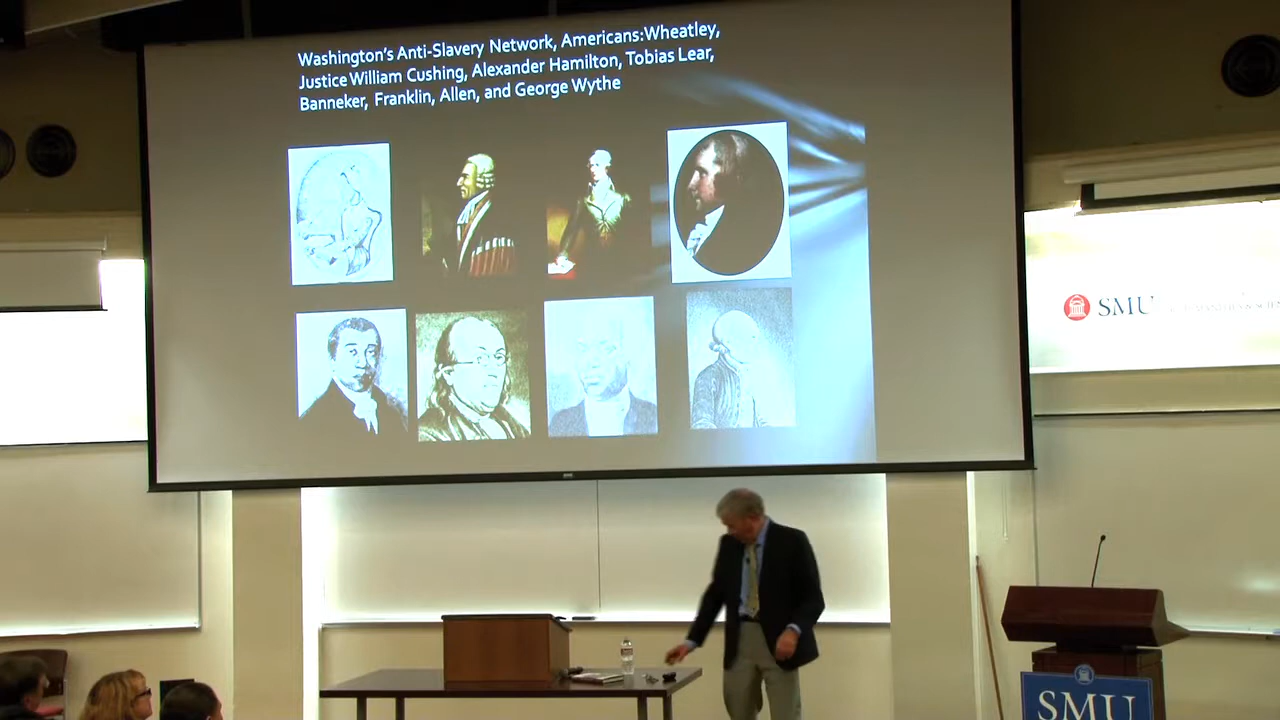 Washington's Anti-Slavery Network, Americans:Wheatley,
Justice William Cushing, Alexander Hamilton, Tobias Lear,
Banneker, Franklin, Allen, and George Wythe
SMU
SMU